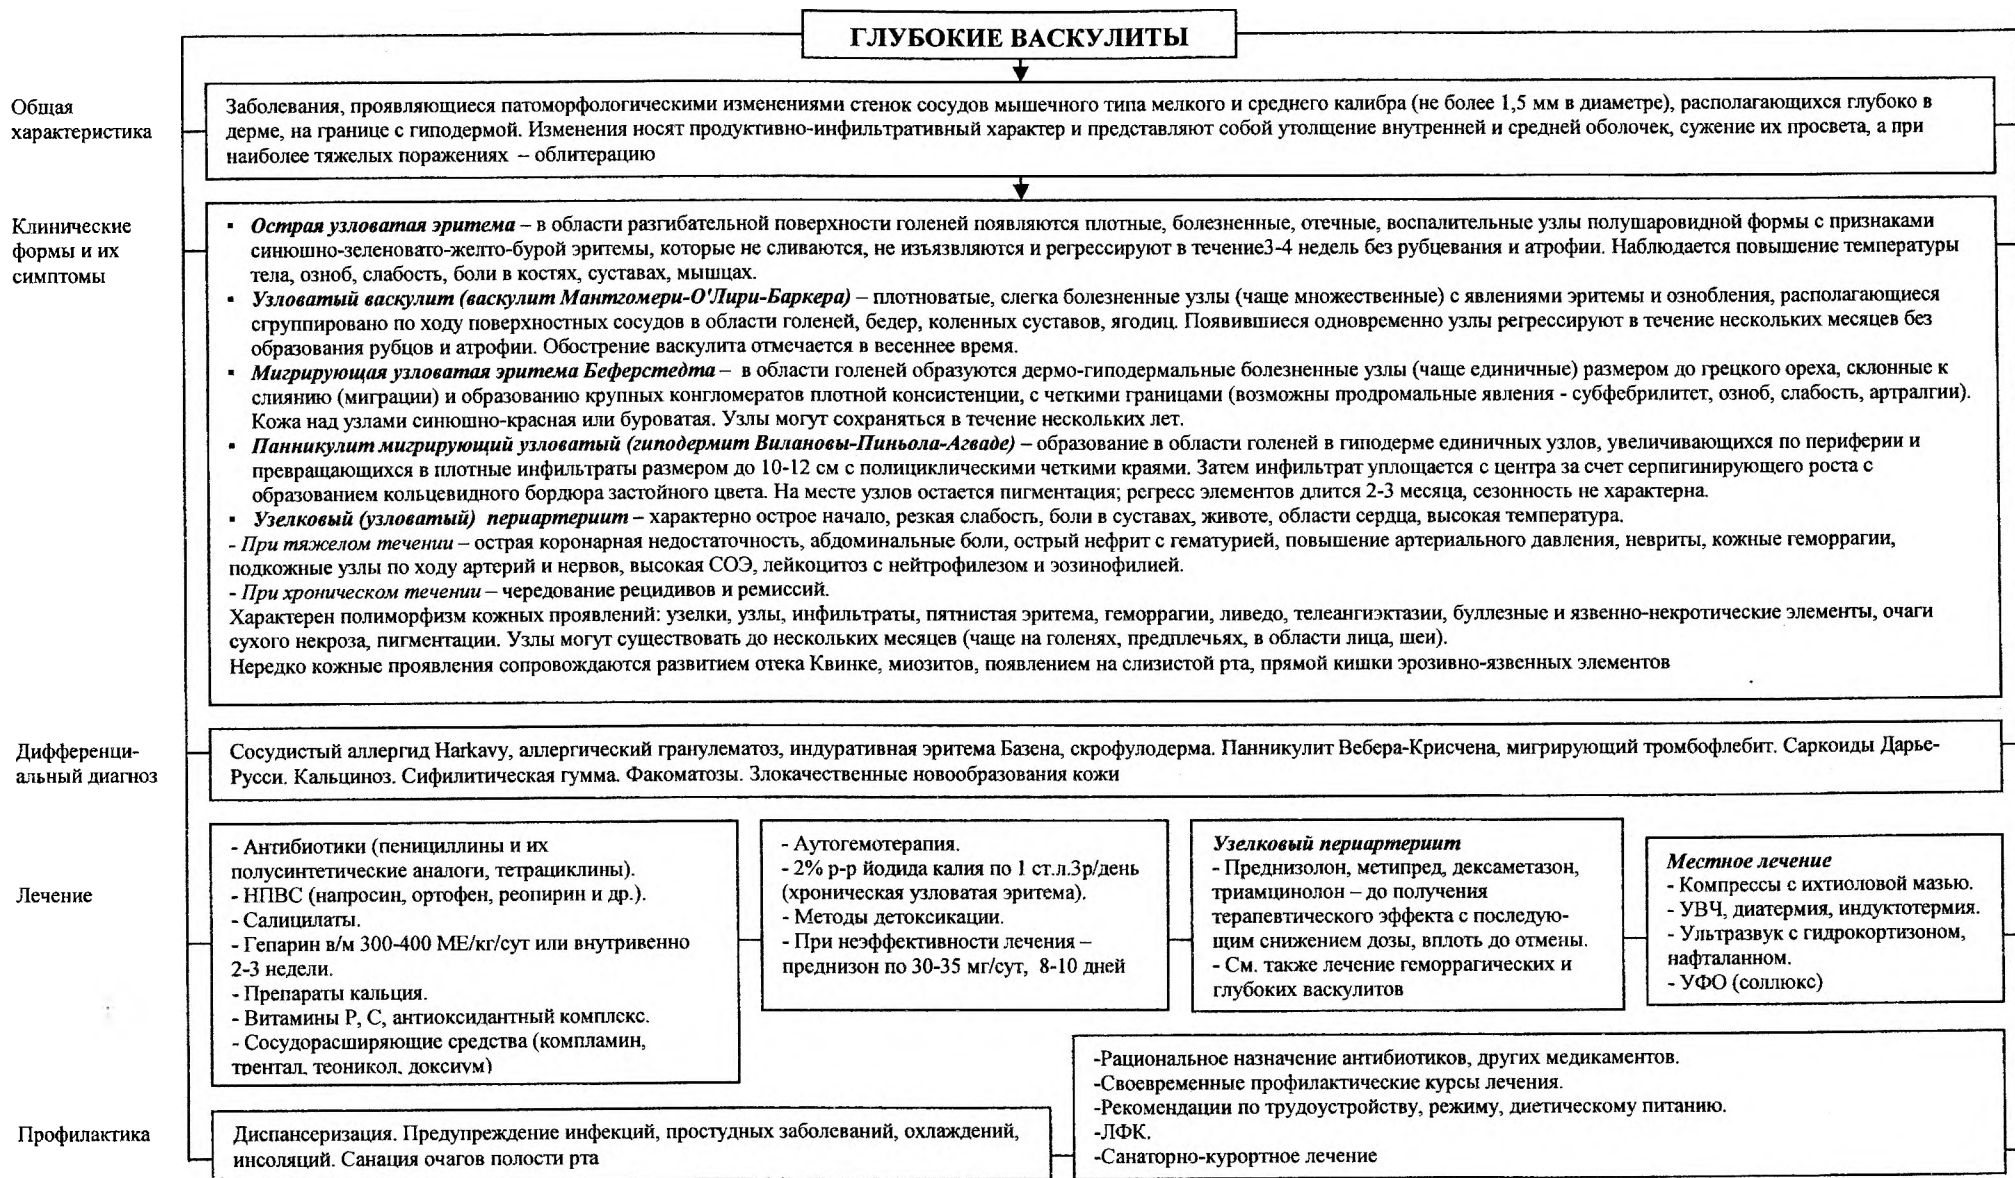 ГЛУБОКИЕ ВАСКУЛИТЫ
Общая
характеристика
Заболевания, проявляющиеся патоморфологическими изменениями стенок сосудов мышечного типа мелкого и среднего калибра (не более 1,5 мм в диаметре), располагающихся глубоко в
дерме, на границе с гиподермой. Изменения носят продуктивно-инфильтративный характер и представляют собой утолщение внутренней и средней оболочек, сужение их просвета, а при
наиболее тяжелых поражениях – облитерацию
Клинические
формы и их
симптомы
▪ Острая узловатая эритема – в области разгибательной поверхности голеней появляются плотные, болезненные, отечные, воспалительные узлы полушаровидной формы с признаками
синюшно-зеленовато-желто-бурой эритемы, которые не сливаются, не изъязвляются и регрессируют в течение3-4 недель без рубцевания и атрофии. Наблюдается повышение температуры
тела, озноб, слабость, боли в костях, суставах, мышцах.
▪ Узловатый васкулит (васкулит Мантгомери-О'Лири-Баркера) – плотноватые, слегка болезненные узлы (чаще множественные) с явлениями эритемы и ознобления, располагающиеся
сгруппировано по ходу поверхностных сосудов в области голеней, бедер, коленных суставов, ягодиц. Появившиеся одновременно узлы регрессируют в течение нескольких месяцев без
образования рубцов и атрофии. Обострение васкулита отмечается в весеннее время.
▪ Мигрирующая узловатая эритема Беферстедта – в области голеней образуются дермо-гиподермальные болезненные узлы (чаще единичные) размером до грецкого ореха, склонные к
слиянию (миграции) и образованию крупных конгломератов плотной консистенции, с четкими границами (возможны продромальные явления - субфебрилитет, озноб, слабость, артралгии).
Кожа над узлами синюшно-красная или буроватая. Узлы могут сохраняться в течение нескольких лет.
▪ Панникулит мигрирующий узловатый (гиподермит Вилановы-Пиньола-Агваде) – образование в области голеней в гиподерме единичных узлов, увеличивающихся по периферии и
превращающихся в плотные инфильтраты размером до 10-12 см с полициклическими четкими краями. Затем инфильтрат уплощается с центра за счет серпигинирующего роста с
образованием кольцевидного бордюра застойного цвета. На месте узлов остается пигментация; регресс элементов длится 2-3 месяца, сезонность не характерна.
▪ Узелковый (узловатый) периартериит – характерно острое начало, резкая слабость, боли в суставах, животе, области сердца, высокая температура.
- При тяжелом течении – острая коронарная недостаточность, абдоминальные боли, острый нефрит с гематурией, повышение артериального давления, невриты, кожные геморрагии,
подкожные узлы по ходу артерий и нервов, высокая СОЭ, лейкоцитоз с нейтрофилезом и эозинофилией.
- При хроническом течении – чередование рецидивов и ремиссий.
Характерен полиморфизм кожных проявлений: узелки, узлы, инфильтраты, пятнистая эритема, геморрагии, ливедо, телеангиэктазии, буллезные и язвенно-некротические элементы, очаги
сухого некроза, пигментации. Узлы могут существовать до нескольких месяцев (чаще на голенях, предплечьях, в области лица, шеи).
Нередко кожные проявления сопровождаются развитием отека Квинке, миозитов, появлением на слизистой рта, прямой кишки эрозивно-язвенных элементов
Дифференци-
альный диагноз
Сосудистый аллергид Harkavy, аллергический гранулематоз, индуративная эритема Базена, скрофулодерма. Панникулит Вебера-Крисчена, мигрирующий тромбофлебит. Саркоиды Дарье-
Русси. Кальциноз. Сифилитическая гумма. Факоматозы. Злокачественные новообразования кожи
Лечение
- Антибиотики (пенициллины и их
полусинтетические аналоги, тетрациклины).
- НПВС (напросин, ортофен, реопирин и др.).
- Салицилаты.
- Гепарин в/м 300-400 МЕ/кг/сут или внутривенно
2-3 недели.
- Препараты кальция.
- Витамины Р, С, антиоксидантный комплекс.
- Сосудорасширяющие средства (компламин,
трентал, теоникол, доксиум)
- Аутогемотерапия.
- 2% р-р йодида калия по 1 ст.л.3р/день
(хроническая узловатая эритема).
- Методы детоксикации.
- При неэффективности лечения –
преднизон по 30-35 мг/сут, 8-10 дней
Узелковый периартериит
- Преднизолон, метипред, дексаметазон,
триамцинолон – до получения
терапевтического эффекта с последую-
щим снижением дозы, вплоть до отмены.
- См. также лечение геморрагических и
глубоких васкулитов
Местное лечение
- Компрессы с ихтиоловой мазью.
- УВЧ, диатермия, индуктотермия.
- Ультразвук с гидрокортизоном,
нафталанном.
- УФО (соллюкс)
Профилактика
Диспансеризация. Предупреждение инфекций, простудных заболеваний, охлаждений,
инсоляций. Санация очагов полости рта
-Рациональное назначение антибиотиков, других медикаментов.
-Своевременные профилактические курсы лечения.
-Рекомендации по трудоустройству, режиму, диетическому питанию.
-ЛФК.
-Санаторно-курортное лечение